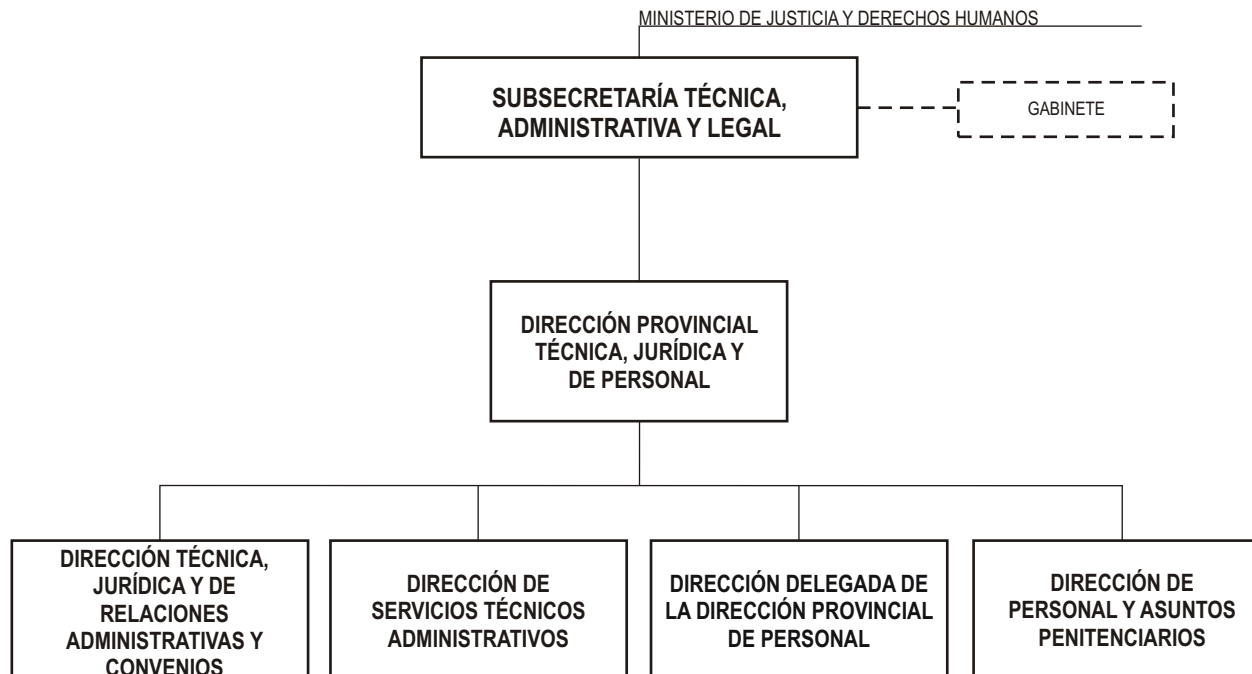 MINISTERIO DE JUSTICIA Y DERECHOS HUMANOS
SUBSECRETARÍA TÉCNICA,
ADMINISTRATIVA Y LEGAL
GABINETE
DIRECCIÓN PROVINCIAL
TÉCNICA, JURÍDICA Y
DE PERSONAL
DIRECCIÓN TÉCNICA,
JURÍDICA Y DE
RELACIONES
ADMINISTRATIVAS Y
CONVENIOS
DIRECCIÓN DE
SERVICIOS TÉCNICOS
ADMINISTRATIVOS
DIRECCIÓN DELEGADA DE
LA DIRECCIÓN PROVINCIAL
DE PERSONAL
DIRECCIÓN DE
PERSONAL Y ASUNTOS
PENITENCIARIOS